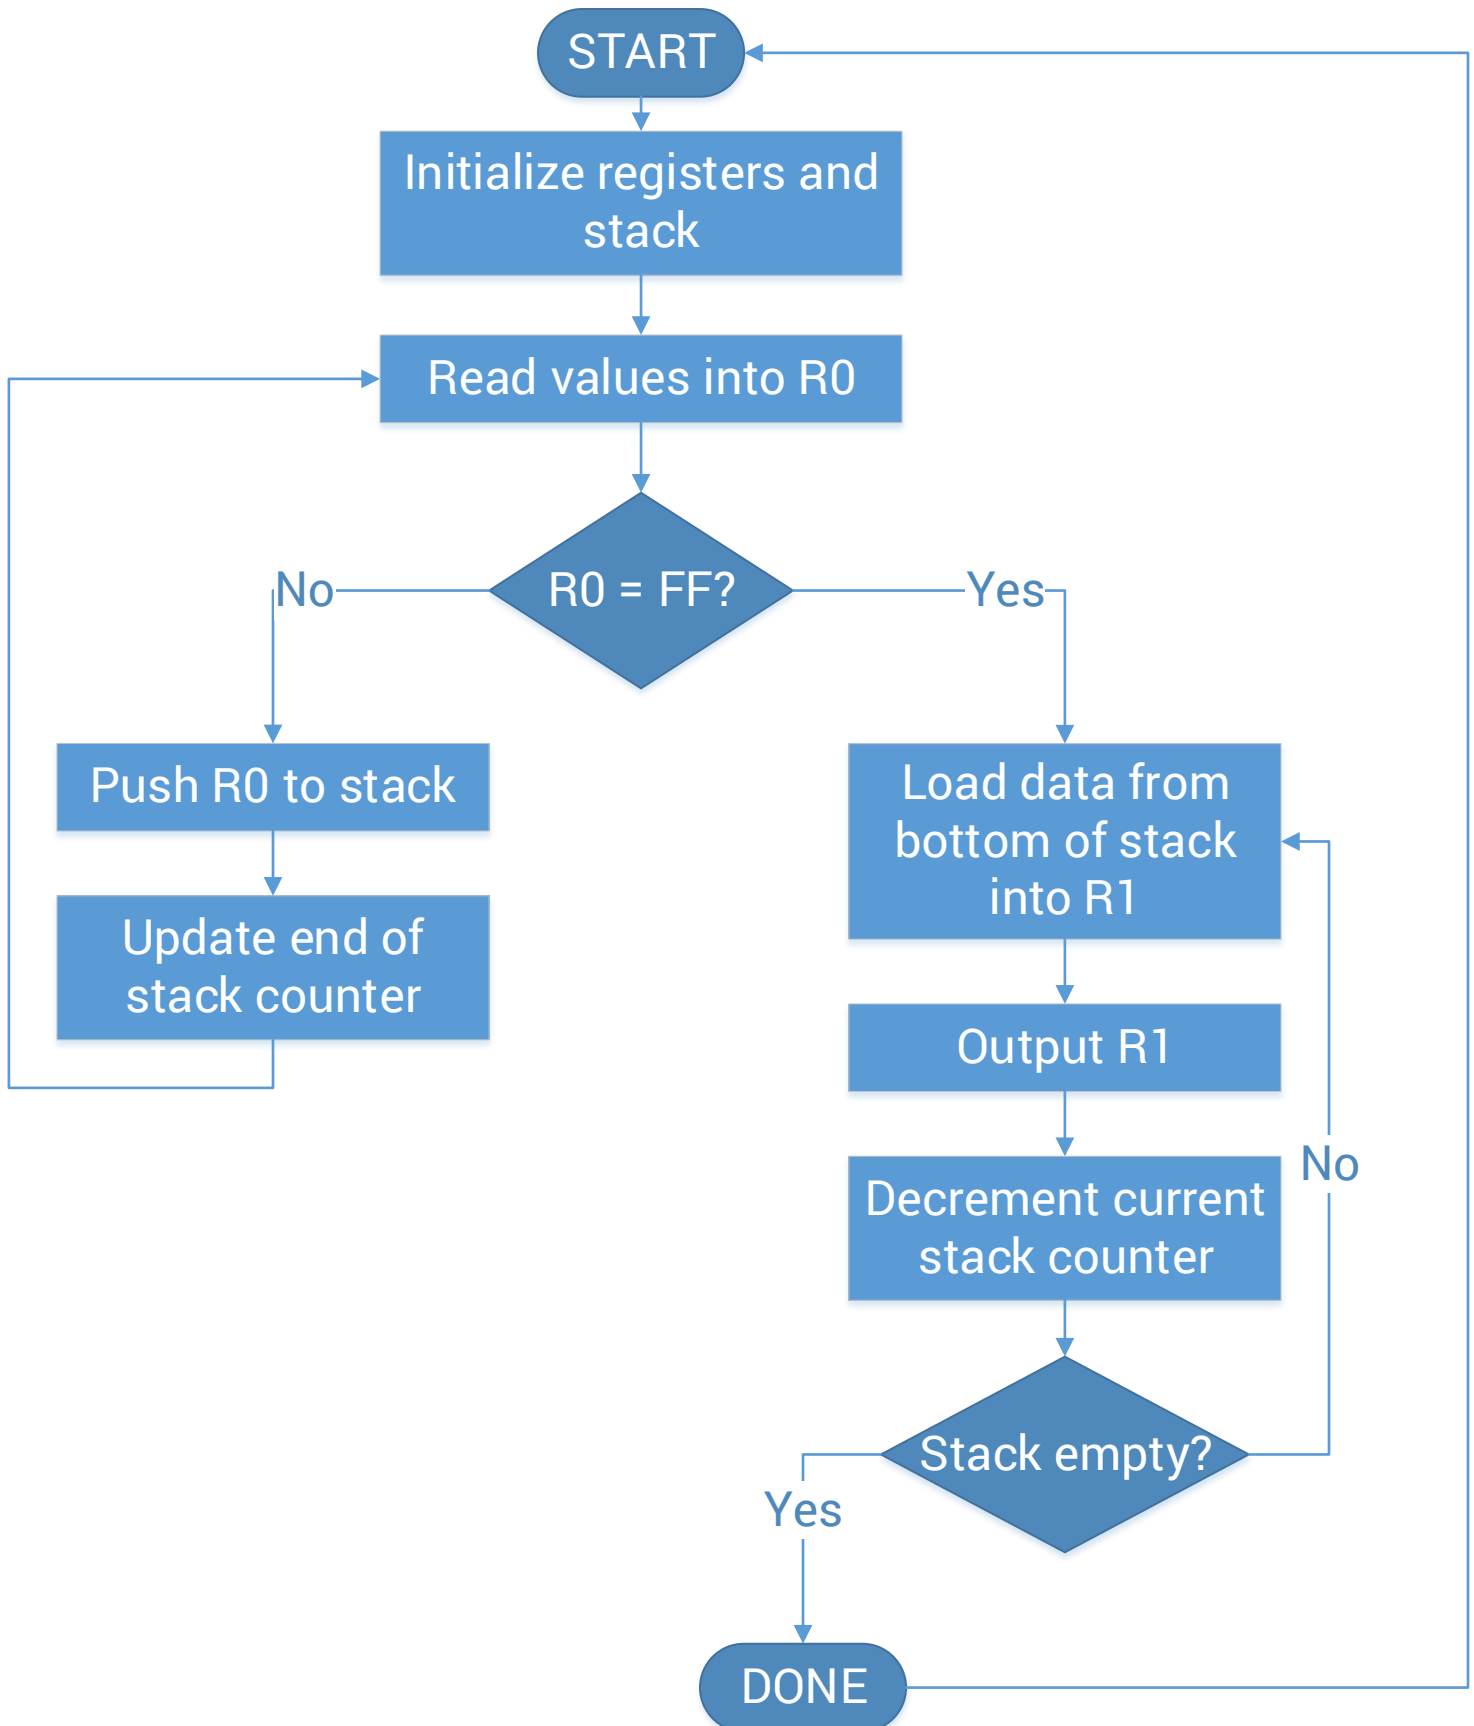 START
Initialize registers and
stack
Read values into R0
R0 = FF?
No
Yes
Push R0 to stack
Update end of
stack counter
Load data from
bottom of stack
into R1
Output R1
Decrement current
stack counter
No
Stack empty?
Yes
DONE